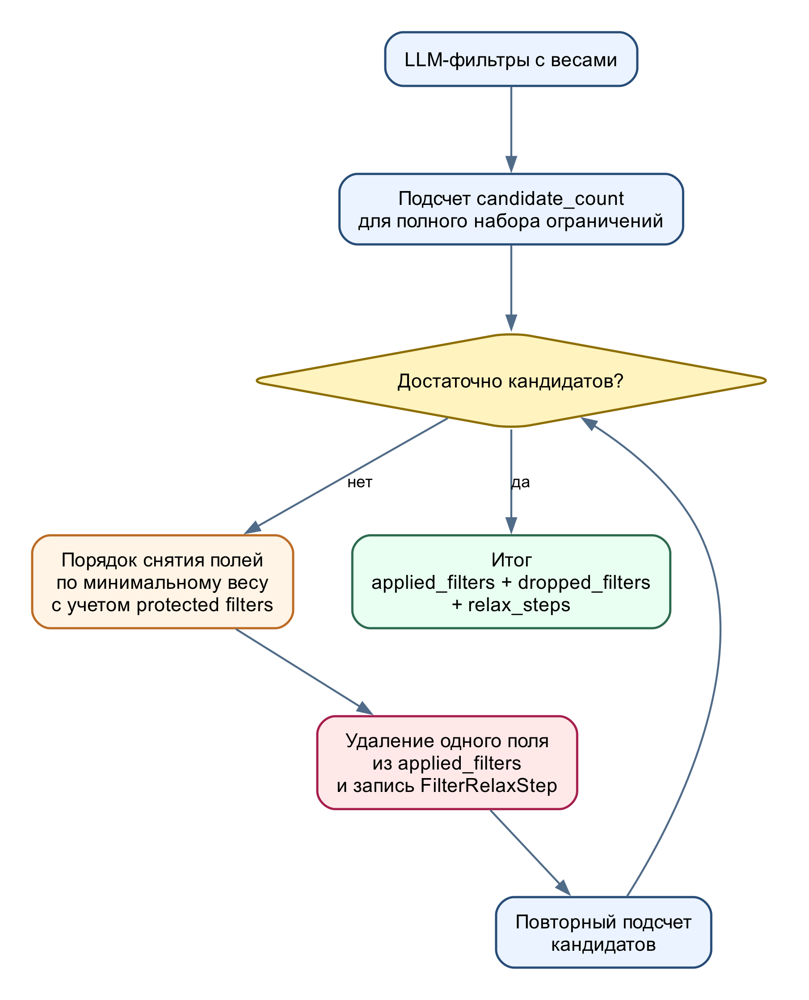 LLM-фильтры с весами
Подсчет candidate_count
для полного набора ограничений
Достаточно кандидатов?
нет
да
Порядок снятия полей
по минимальному весу
с учетом protected filters
Итог
applied_filters + dropped_filters
+ relax_steps
Удаление одного поля
из applied_filters
и запись FilterRelaxStep
Повторный подсчет
кандидатов